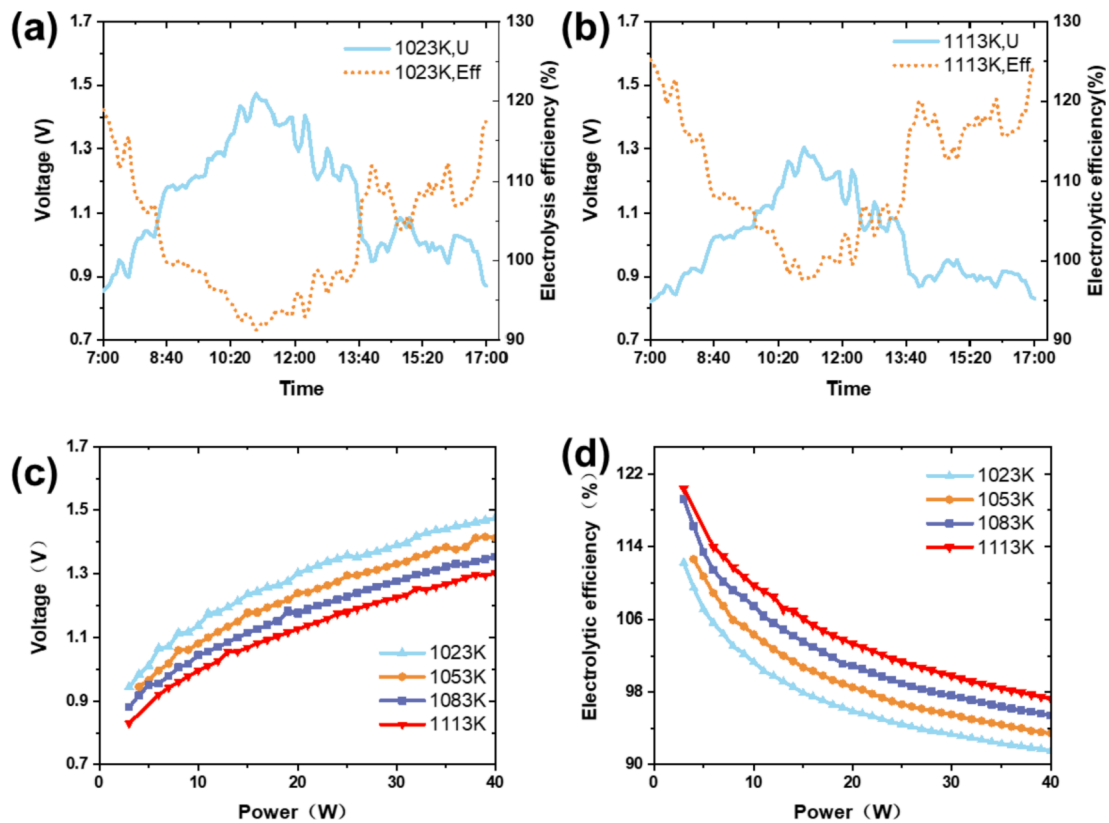 (a)
1.7
1.5
1.3
1.1
0.9
0.7
Voltage (V)
130
120
110
100
90
Electrolysis efficiency (%)
1023K,U
1023K,Eff
7:00 8:40 10:20 12:00 13:40 15:20 17:00
Time
(b)
1.7
1.5
1.3
1.1
0.9
0.7
Voltage (V)
130
120
110
100
90
Electrolytic efficiency(%)
1113K,U
1113K,Eff
7:00 8:40 10:20 12:00 13:40 15:20 17:00
Time
(c)
1.7
1.5
1.3
1.1
0.9
0.7
Voltage（V）
1023K
1053K
1083K
1113K
0 10 20 30 40
Power（W）
(d)
122
114
106
98
90
Electrolytic efficiency（%）
1023K
1053K
1083K
1113K
0 10 20 30 40
Power（W）